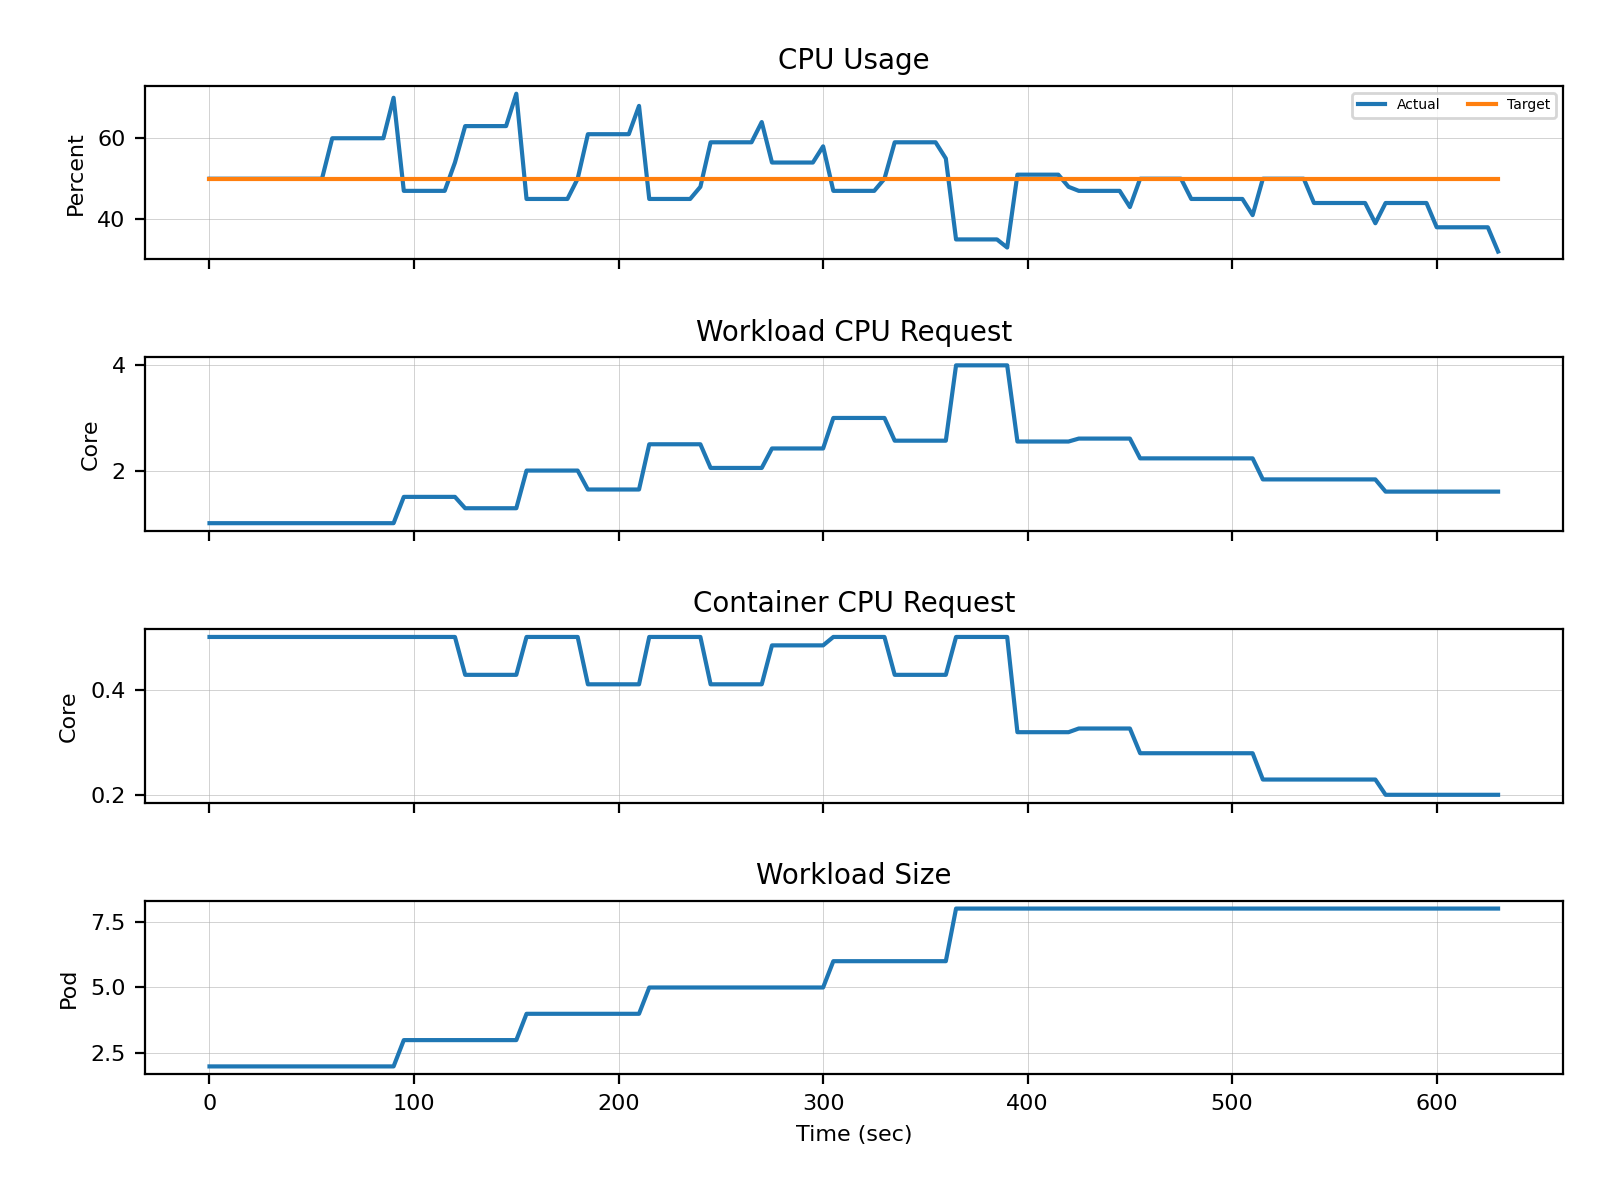 CPU Usage
Actual Target
Percent
60
40
Workload CPU Request
Core
4
2
Container CPU Request
Core
0.4
0.2
Workload Size
Pod
7.5
5.0
2.5
0 100 200 300 400 500 600
Time (sec)